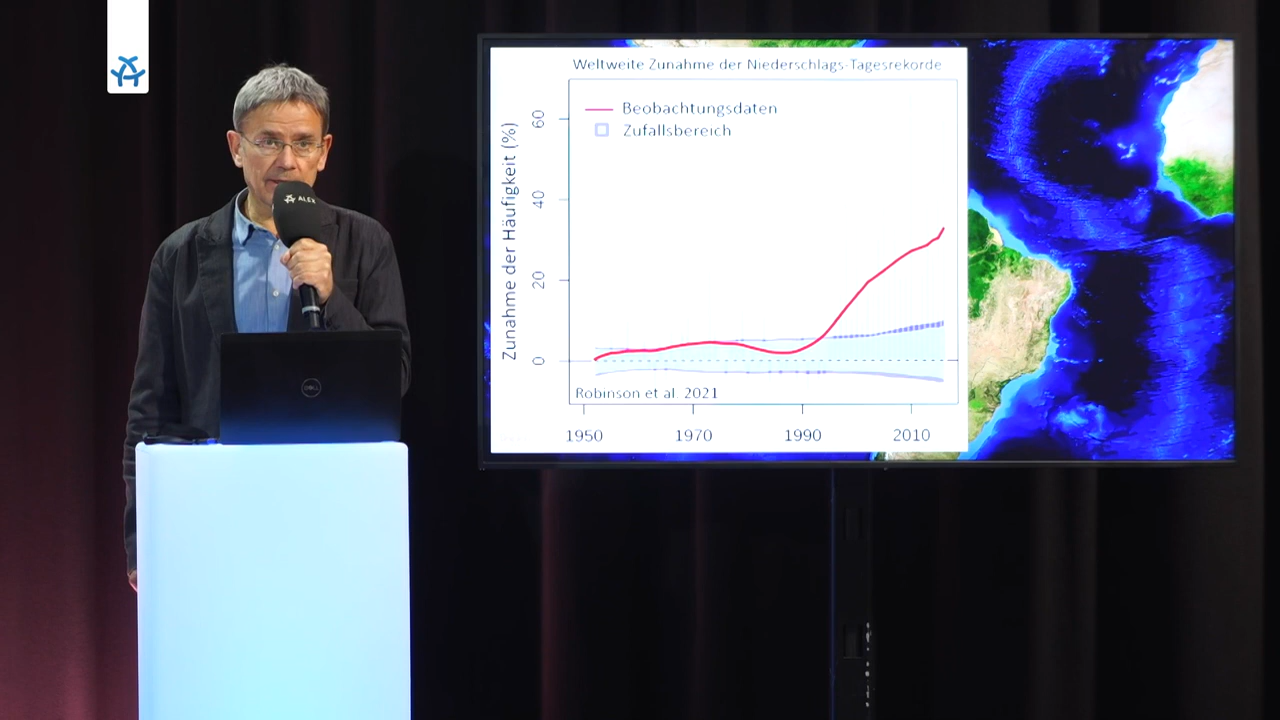 ALEX
DELL
Weltweite Zunahme der Niederschlags-Tagesrekorde
Beobachtungsdaten
Zufallsbereich
Zunahme der Häufigkeit (%)
60
40
20
0
Robinson et al. 2021
1950 1970 1990 2010